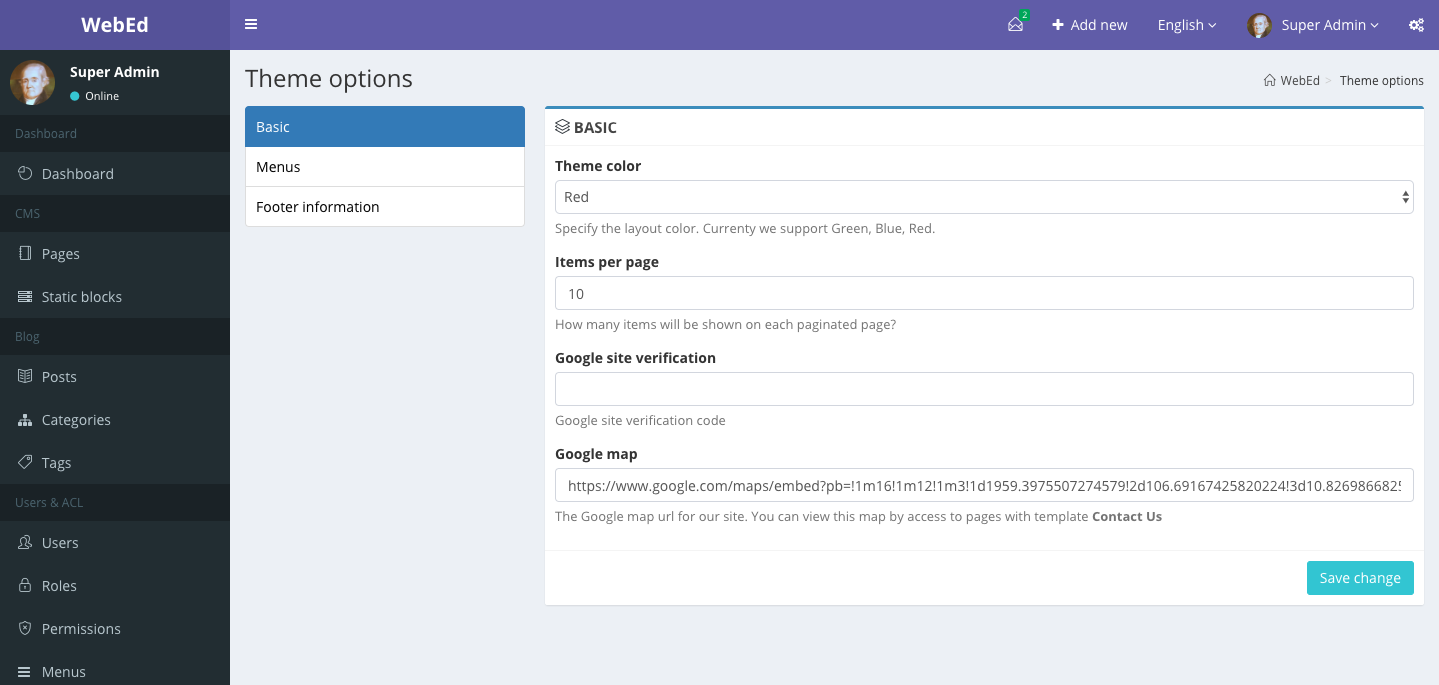 WebEd
2
Add new
English
Super Admin
Super Admin
Online
Dashboard
Dashboard
CMS
Pages
Static blocks
Blog
Posts
Categories
Tags
Users & ACL
Users
Roles
Permissions
Menus
Theme options
WebEd > Theme options
Basic
Menus
Footer information
BASIC
Theme color
Red
Specify the layout color. Currenty we support Green, Blue, Red.
Items per page
10
How many items will be shown on each paginated page?
Google site verification
Google site verification code
Google map
https://www.google.com/maps/embed?pb=!1m16!1m12!1m3!1d1959.3975507274579!2d106.69167425820224!3d10.8269866825
The Google map url for our site. You can view this map by access to pages with template Contact Us
Save change